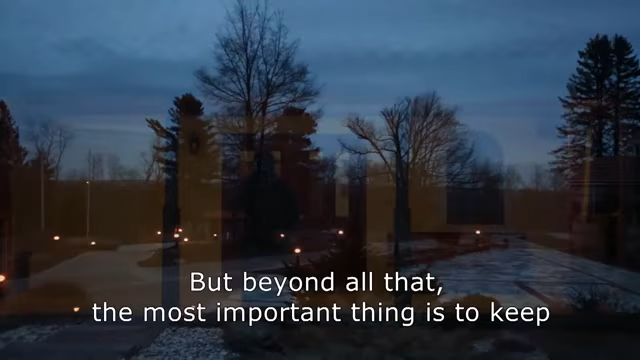 But beyond all that,
the most important thing is to keep